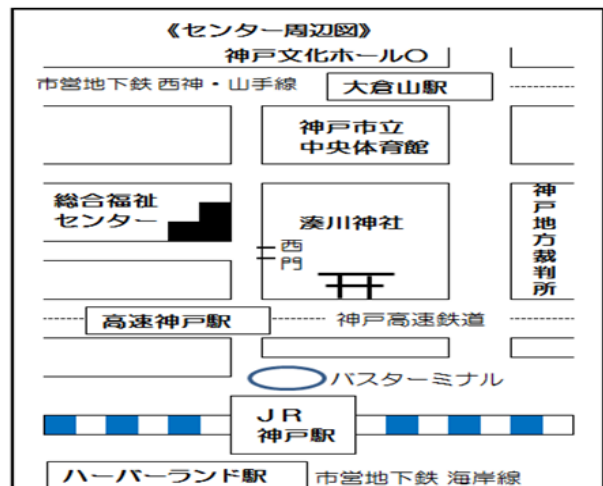 《センター周辺図》
神戸文化ホール〇
市営地下鉄 西神・山手線
大倉山駅
神戸市立
中央体育館
総合福祉
センター
湊川神社
西門
神戸地方裁判所
高速神戸駅
神戸高速鉄道
バスターミナル
JR
神戸駅
ハーバーランド駅
市営地下鉄 海岸線